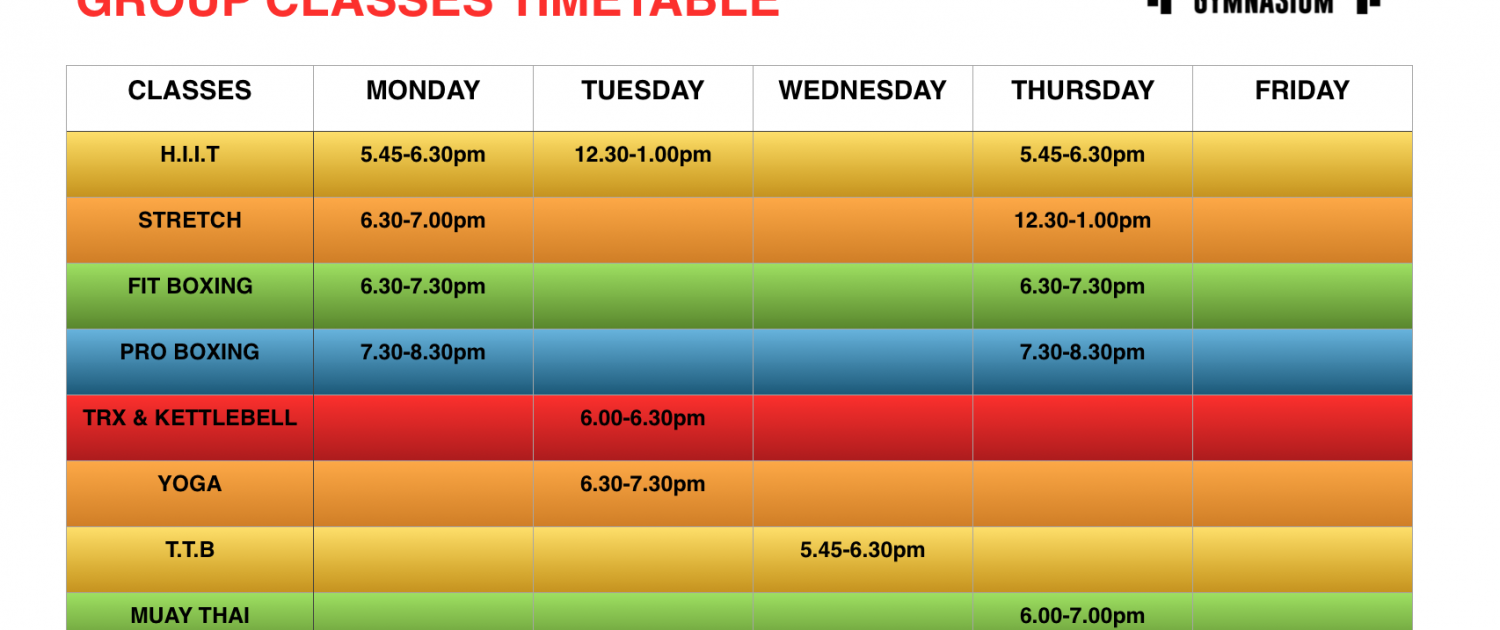 GROUP CLASSES TIMETABLE
GYMNASIUM
CLASSES MONDAY TUESDAY WEDNESDAY THURSDAY FRIDAY
H.I.I.T 5.45-6.30pm 12.30-1.00pm 5.45-6.30pm
STRETCH 6.30-7.00pm 12.30-1.00pm
FIT BOXING 6.30-7.30pm 6.30-7.30pm
PRO BOXING 7.30-8.30pm 7.30-8.30pm
TRX & KETTLEBELL 6.00-6.30pm
YOGA 6.30-7.30pm
T.T.B 5.45-6.30pm
MUAY THAI 6.00-7.00pm